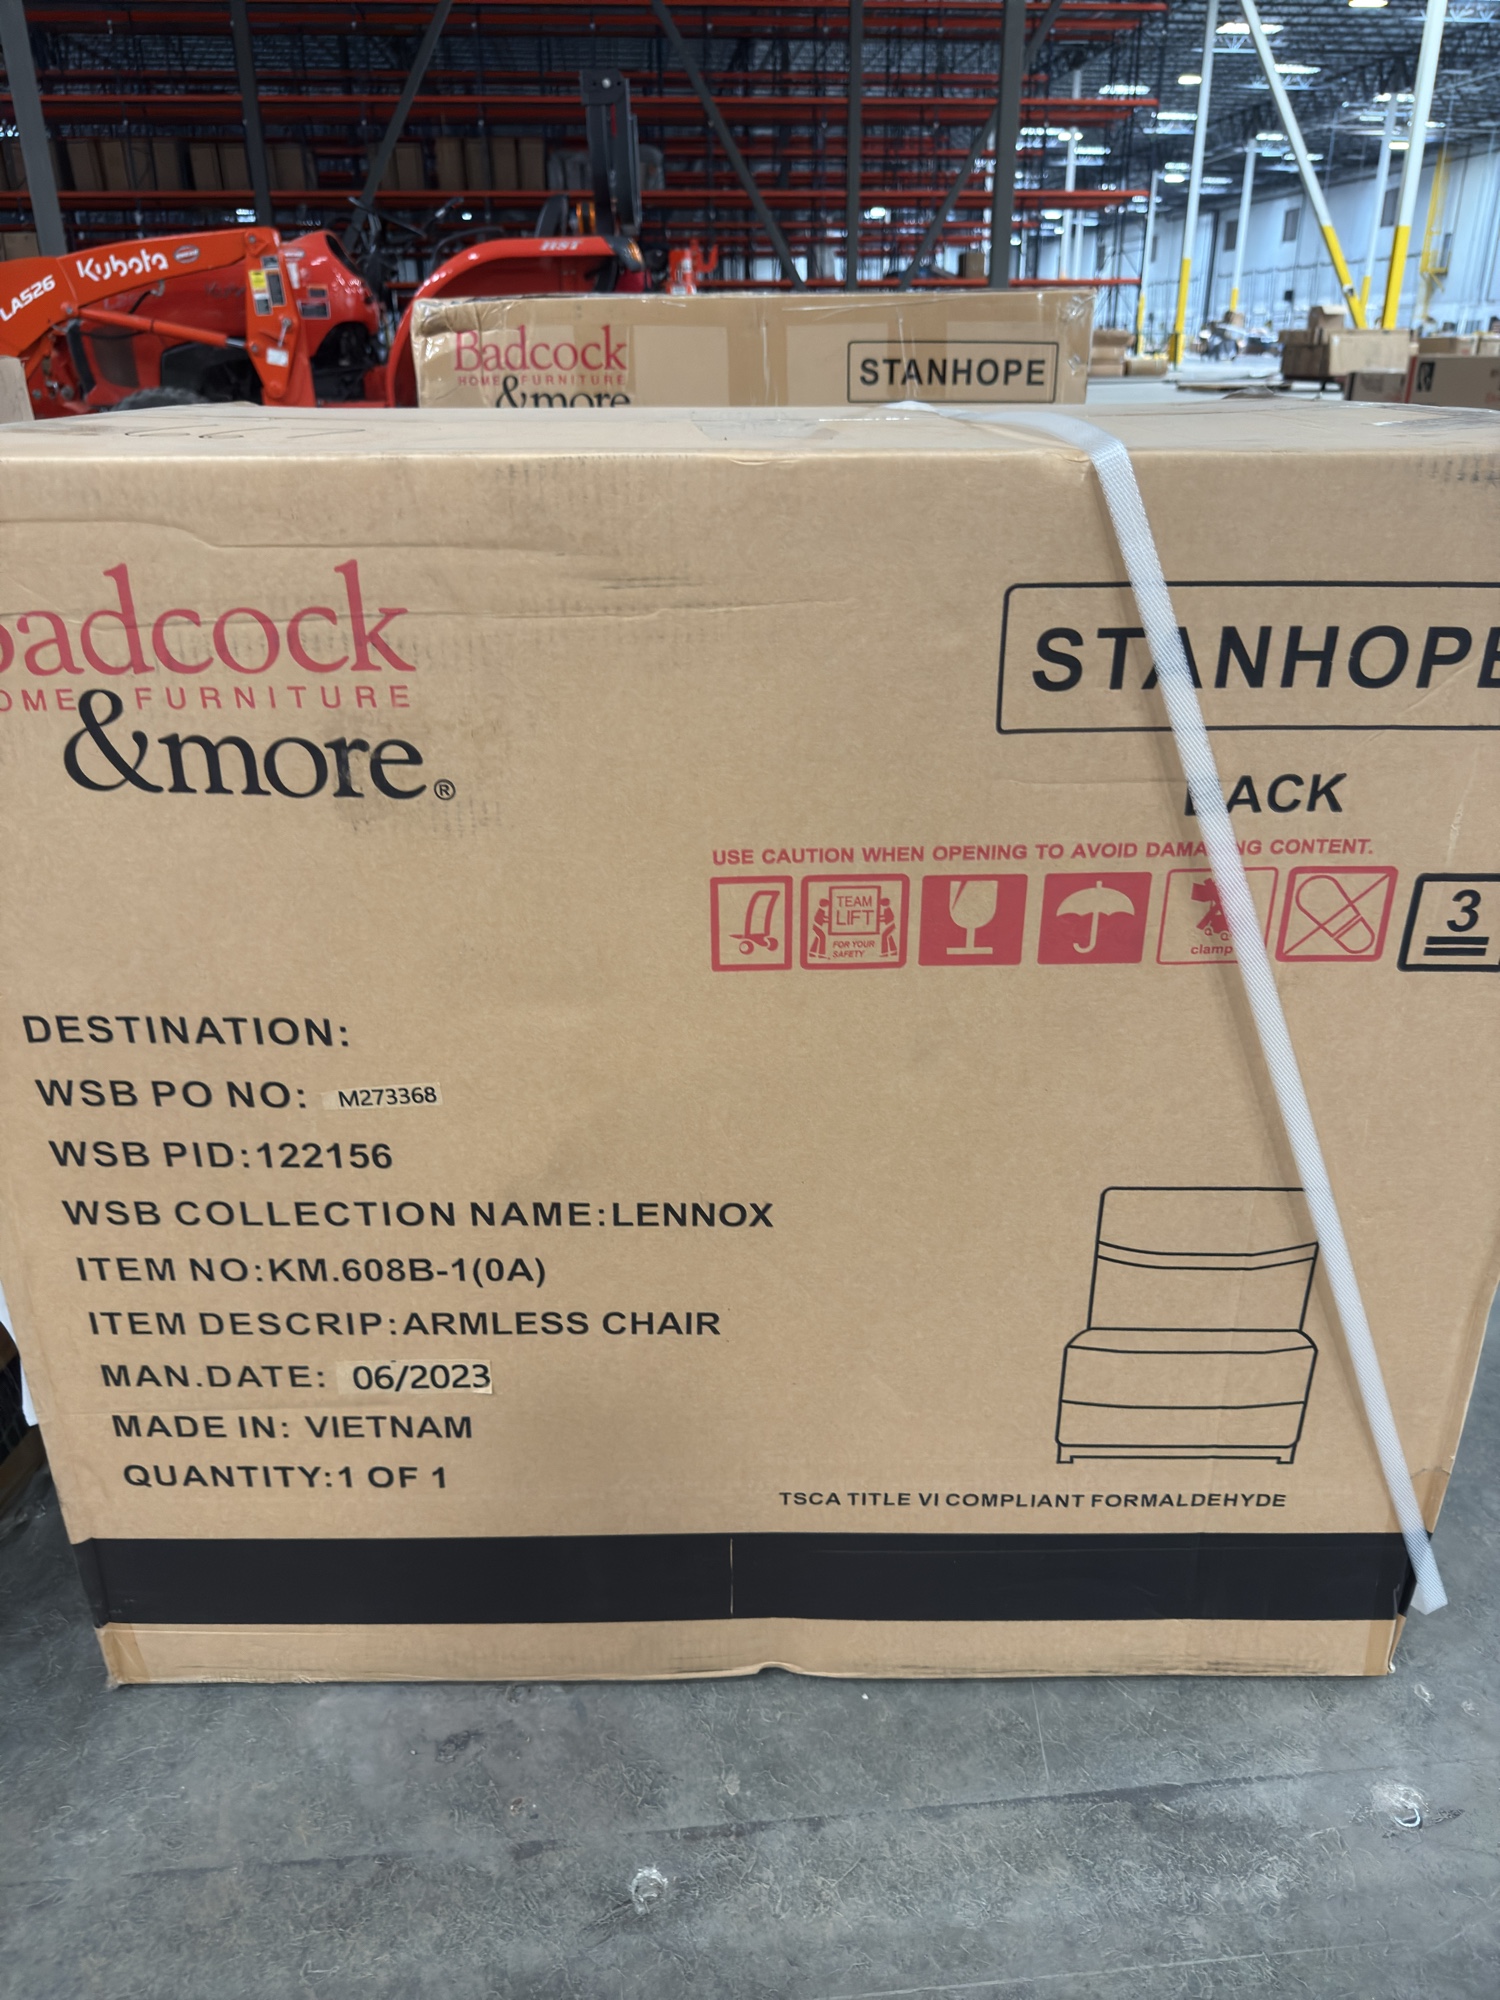 LA526
Kubota
HST
Badcock
HOME FURNITURE
&more
STANHOPE
adcock
OME FURNITURE
&more®
STANHOPE
ACK
USE CAUTION WHEN OPENING TO AVOID DAMA NG CONTENT.
TEAM
LIFT
FOR YOUR
SAFETY
clamp
3
DESTINATION:
WSB PO NO: M273368
WSB PID:122156
WSB COLLECTION NAME:LENNOX
ITEM NO:KM.608B-1(0A)
ITEM DESCRIP:ARMLESS CHAIR
MAN.DATE: 06/2023
MADE IN: VIETNAM
QUANTITY:1 OF 1
TSCA TITLE VI COMPLIANT FORMALDEHYDE